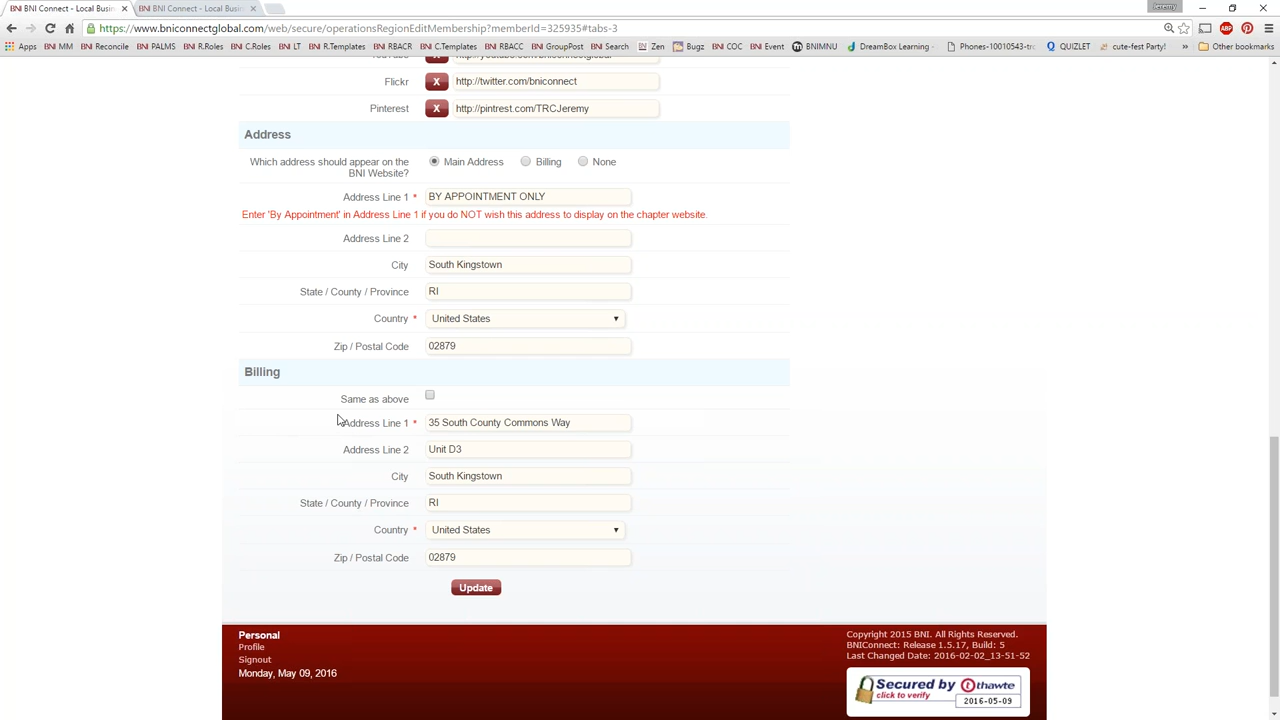 BNI Connect - Local Busin
BNI Connect - Local Busin
Jeremy
https://www.bniconnectglobal.com/web/secure/operationsRegionEditMembership?memberId=325935#tabs-3
Apps BNI MM BNI Reconcile BNI PALMS BNI R.Roles BNI C.Roles BNI LT BNI R.Templates BNI RBACR BNI C.Templates BNI RBACC BNI GroupPost BNI Search Zen Bugz BNI COC BNI Event BNIMNU DreamBox Learning - Phones-10010543-tro QUIZLET cute-fest Party! » Other bookmarks
Flickr X http://twitter.com/bniconnect
Pinterest X http://pintrest.com/TRCJeremy
Address
Which address should appear on the
BNI Website?
Main Address Billing None
Address Line 1 * BY APPOINTMENT ONLY
Enter 'By Appointment' in Address Line 1 if you do NOT wish this address to display on the chapter website.
Address Line 2
City South Kingstown
State / County / Province RI
Country * United States
Zip / Postal Code 02879
Billing
Same as above
Address Line 1 * 35 South County Commons Way
Address Line 2 Unit D3
City South Kingstown
State / County / Province RI
Country * United States
Zip / Postal Code 02879
Update
Personal
Profile
Signout
Monday, May 09, 2016
Copyright 2015 BNI. All Rights Reserved.
BNIConnect: Release 1.5.17, Build: 5
Last Changed Date: 2016-02-02_13-51-52
Secured by thawte
click to verify
2016-05-09